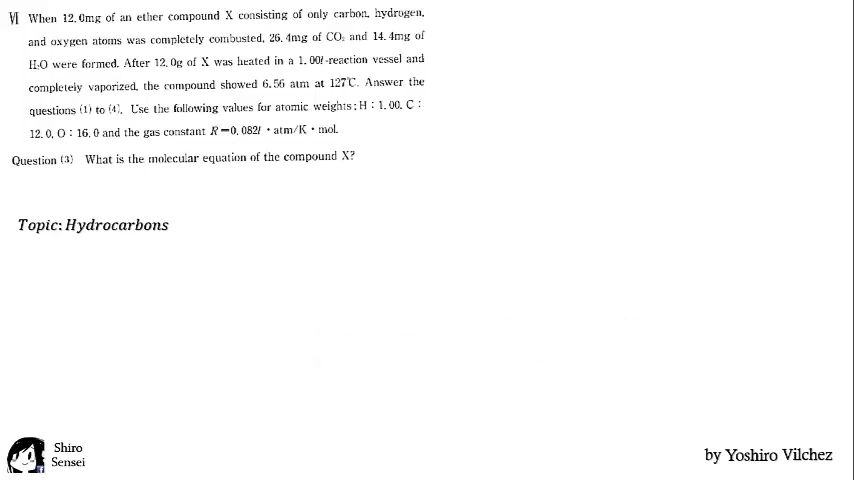 Ⅵ When 12.0mg of an ether compound X consisting of only carbon, hydrogen,
and oxygen atoms was completely combusted, 26.4mg of CO₂ and 14.4mg of
H₂O were formed. After 12.0g of X was heated in a 1.00ℓ-reaction vessel and
completely vaporized, the compound showed 6.56 atm at 127℃. Answer the
questions (1) to (4). Use the following values for atomic weights; H : 1.00, C :
12.0, O : 16.0 and the gas constant R=0.082ℓ・atm/K・mol.
Question (3) What is the molecular equation of the compound X?
Topic: Hydrocarbons
Shiro
Sensei
by Yoshiro Vilchez